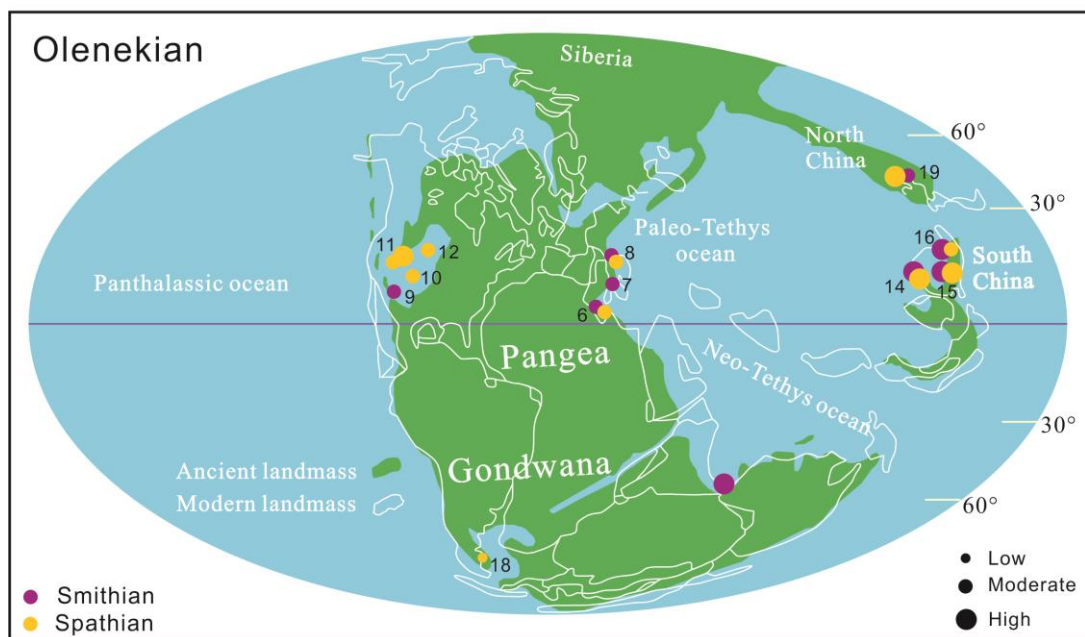 Olenekian
Siberia
North
China
60°
19
30°
Paleo-Tethys
ocean
8
16
South
China
11
12
10
9
7
14
15
Panthalassic ocean
6
Pangea
Neo-Tethys ocean
30°
Ancient landmass
Gondwana
Modern landmass
60°
18
Low
Moderate
High
Smithian
Spathian